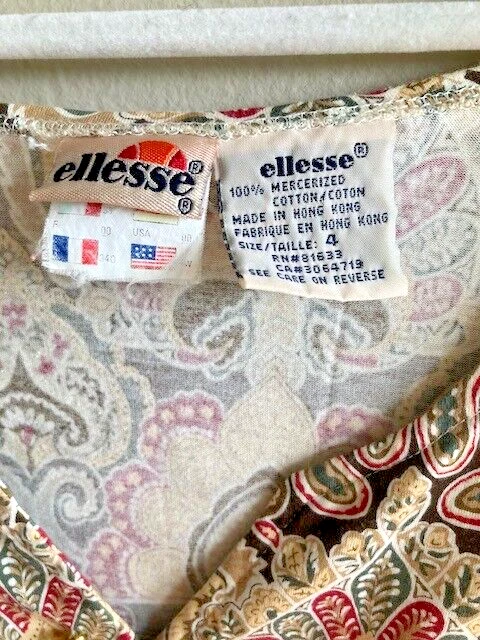 ellesse®
®
USA
ellesse®
100% MERCERIZED
COTTON/COTON
MADE IN HONG KONG
FABRIQUE EN HONG KONG
SIZE/TAILLE: 4
RN#81633
CA#3064719
SEE CARE ON REVERSE